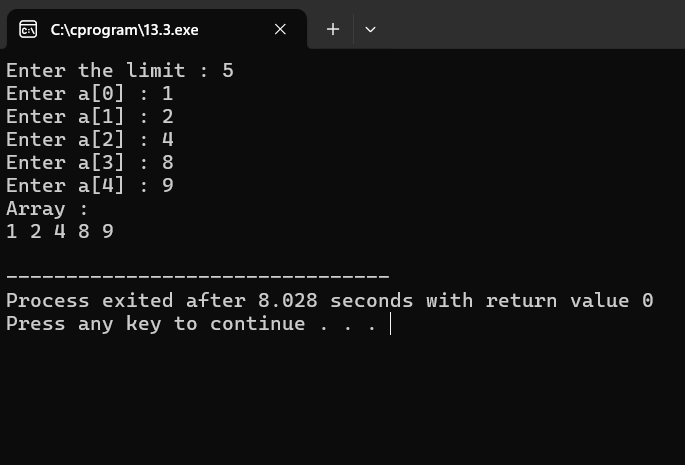 C:\cprogram\13.3.exe
Enter the limit : 5
Enter a[0] : 1
Enter a[1] : 2
Enter a[2] : 4
Enter a[3] : 8
Enter a[4] : 9
Array :
1 2 4 8 9
--------------------------------
Process exited after 8.028 seconds with return value 0
Press any key to continue . . .